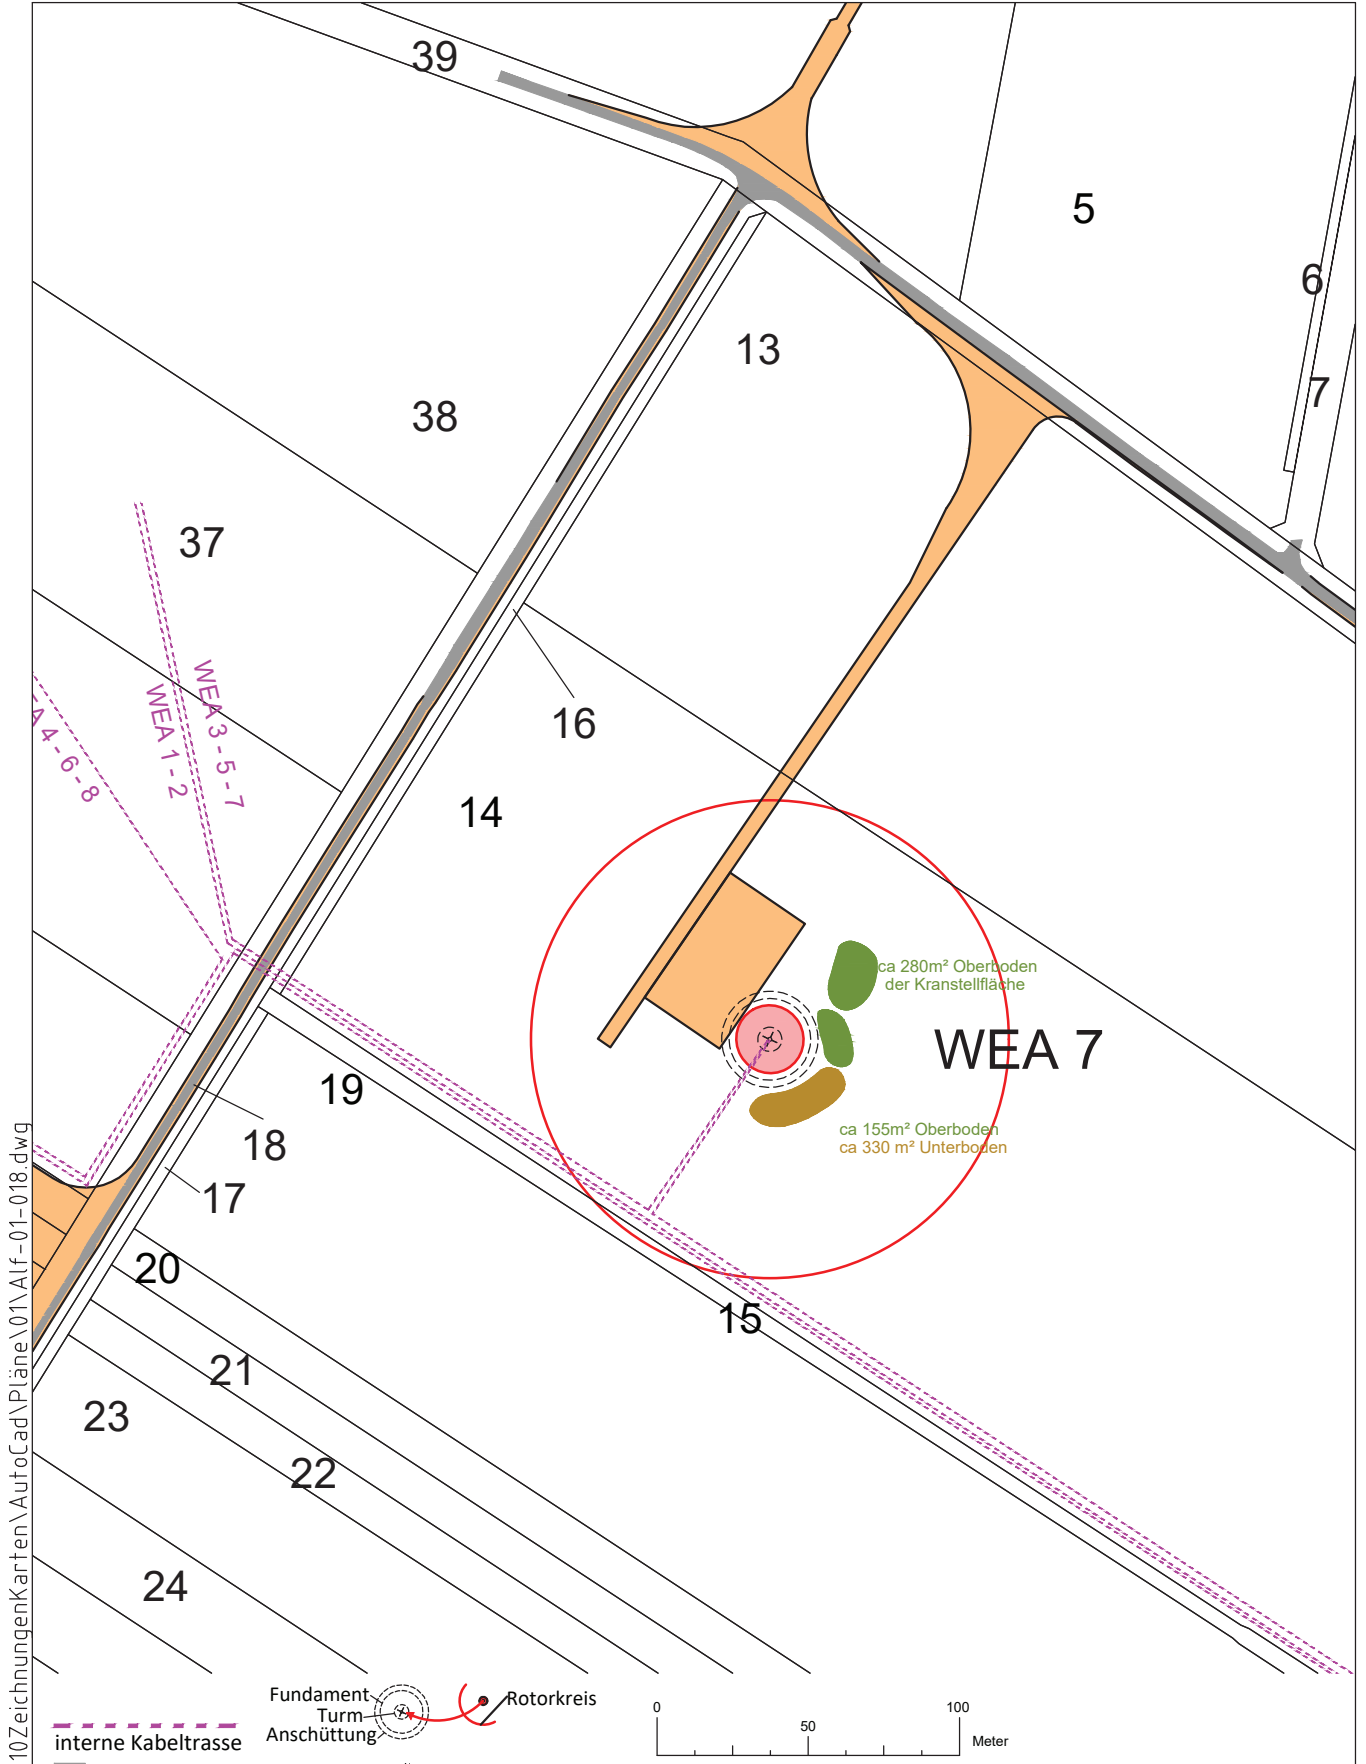 39
5
6
13
7
38
37
WEA 3 - 5 - 7
WEA 1 - 2
A 4 - 6 - 8
16
14
ca 280m² Oberboden
der Kranstellfläche
WEA 7
19
ca 155m² Oberboden
ca 330 m² Unterboden
18
17
20
15
21
23
22
24
10ZeichnungenKarten\AutoCad\Pläne\01\Alf-01-018.dwg
Fundament
Turm
Anschüttung
Rotorkreis
interne Kabeltrasse
0
50
100
Meter